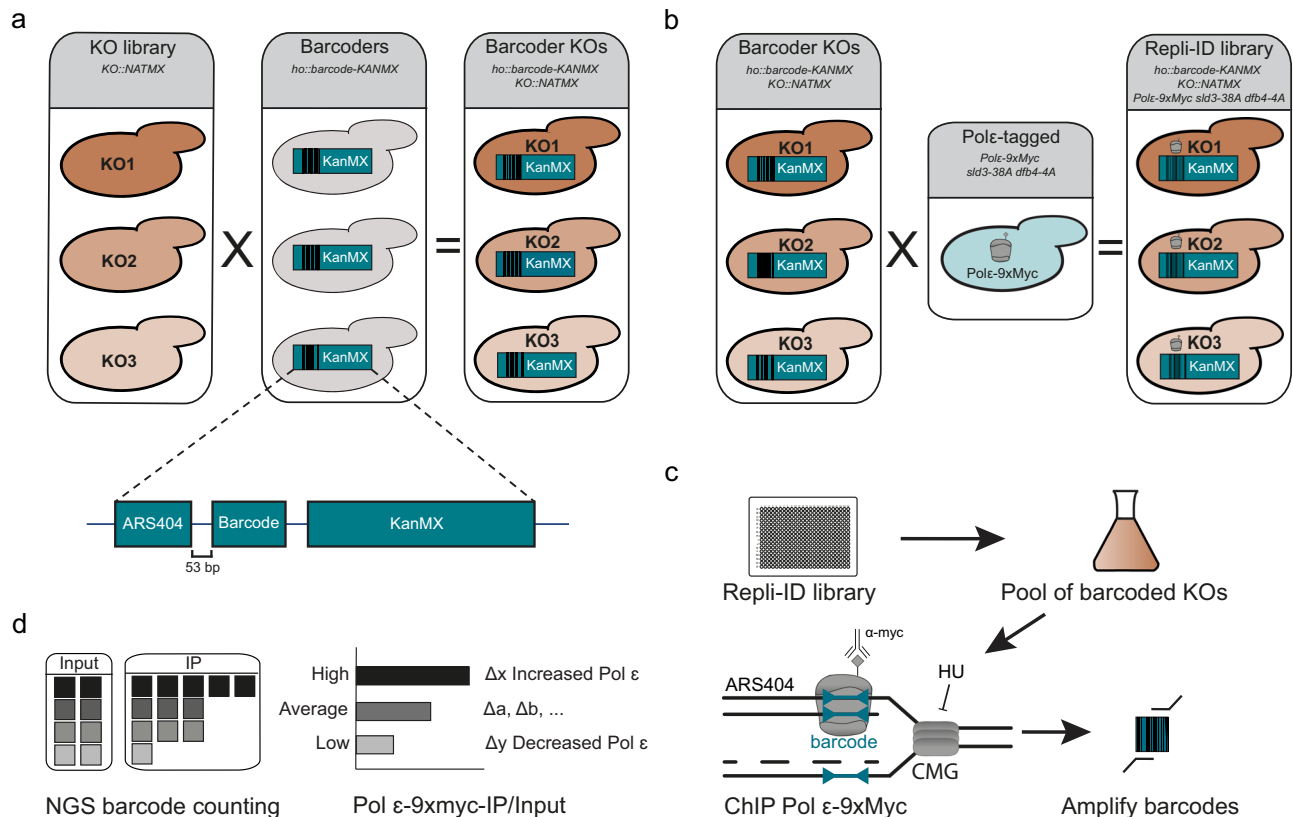 a
KO library
KO::NATMX
Barcoders
ho::barcode-KANMX
Barcoder KOs
ho::barcode-KANMX
KO::NATMX
KO1
KanMX
KO1
KanMX
X
=
KO2
KanMX
KO2
KanMX
KO3
KanMX
KO3
KanMX
ARS404
Barcode
KanMX
53 bp
b
Barcoder KOs
ho::barcode-KANMX
KO::NATMX
Polε-tagged
Polε-9xMyc
sld3-38A dfb4-4A
Repli-ID library
ho::barcode-KANMX
KO::NATMX
Polε-9xMyc sld3-38A dfb4-4A
KO1
KanMX
KO1
KanMX
KO2
KanMX
X
Polε-9xMyc
=
KO2
KanMX
KO3
KanMX
KO3
KanMX
c
Repli-ID library
Pool of barcoded KOs
α-myc
HU
ARS404
barcode
CMG
ChIP Pol ε-9xMyc
Amplify barcodes
d
Input
IP
NGS barcode counting
High
Δx Increased Pol ε
Average
Δa, Δb, ...
Low
Δy Decreased Pol ε
Pol ε-9xmyc-IP/Input